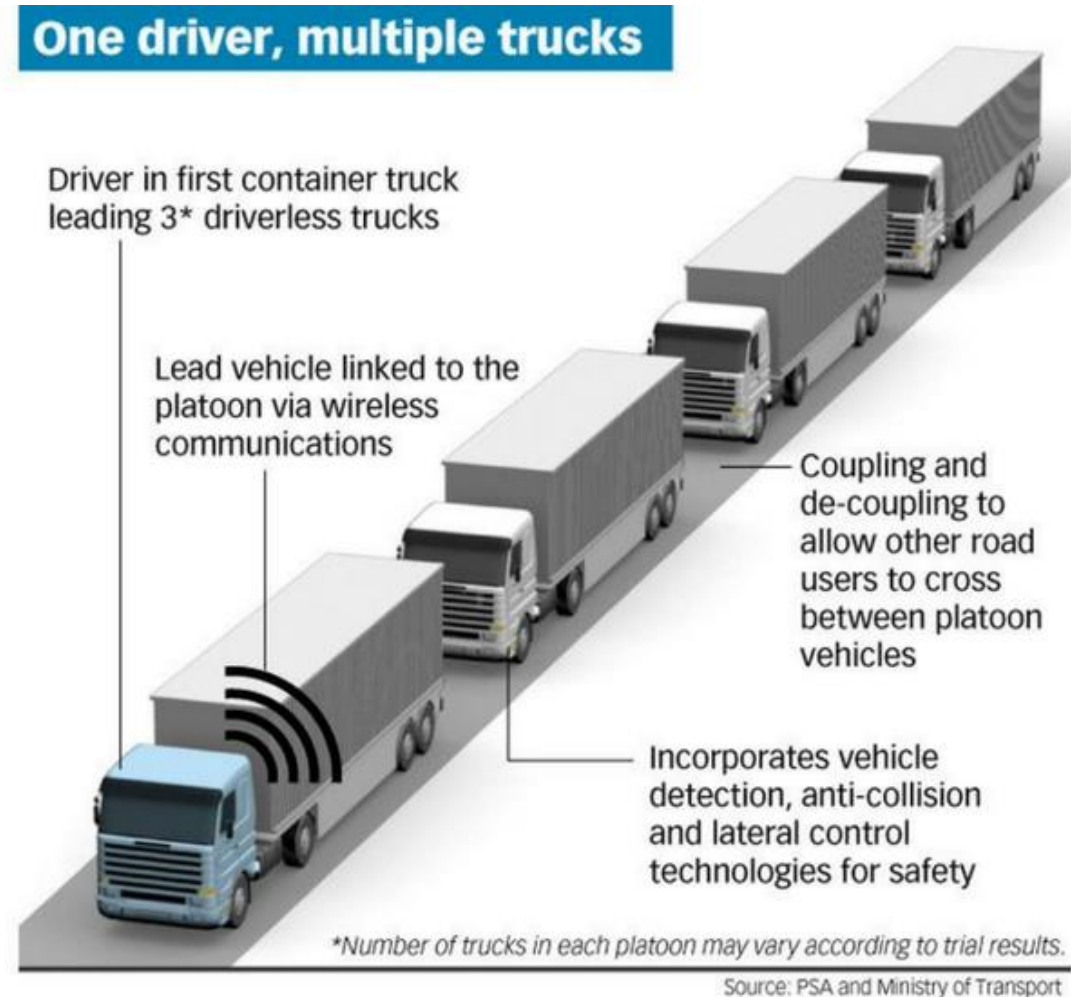 One driver, multiple trucks
Driver in first container truck
leading 3* driverless trucks
Lead vehicle linked to the
platoon via wireless
communications
Coupling and
de-coupling to
allow other road
users to cross
between platoon
vehicles
Incorporates vehicle
detection, anti-collision
and lateral control
technologies for safety
*Number of trucks in each platoon may vary according to trial results.
Source: PSA and Ministry of Transport